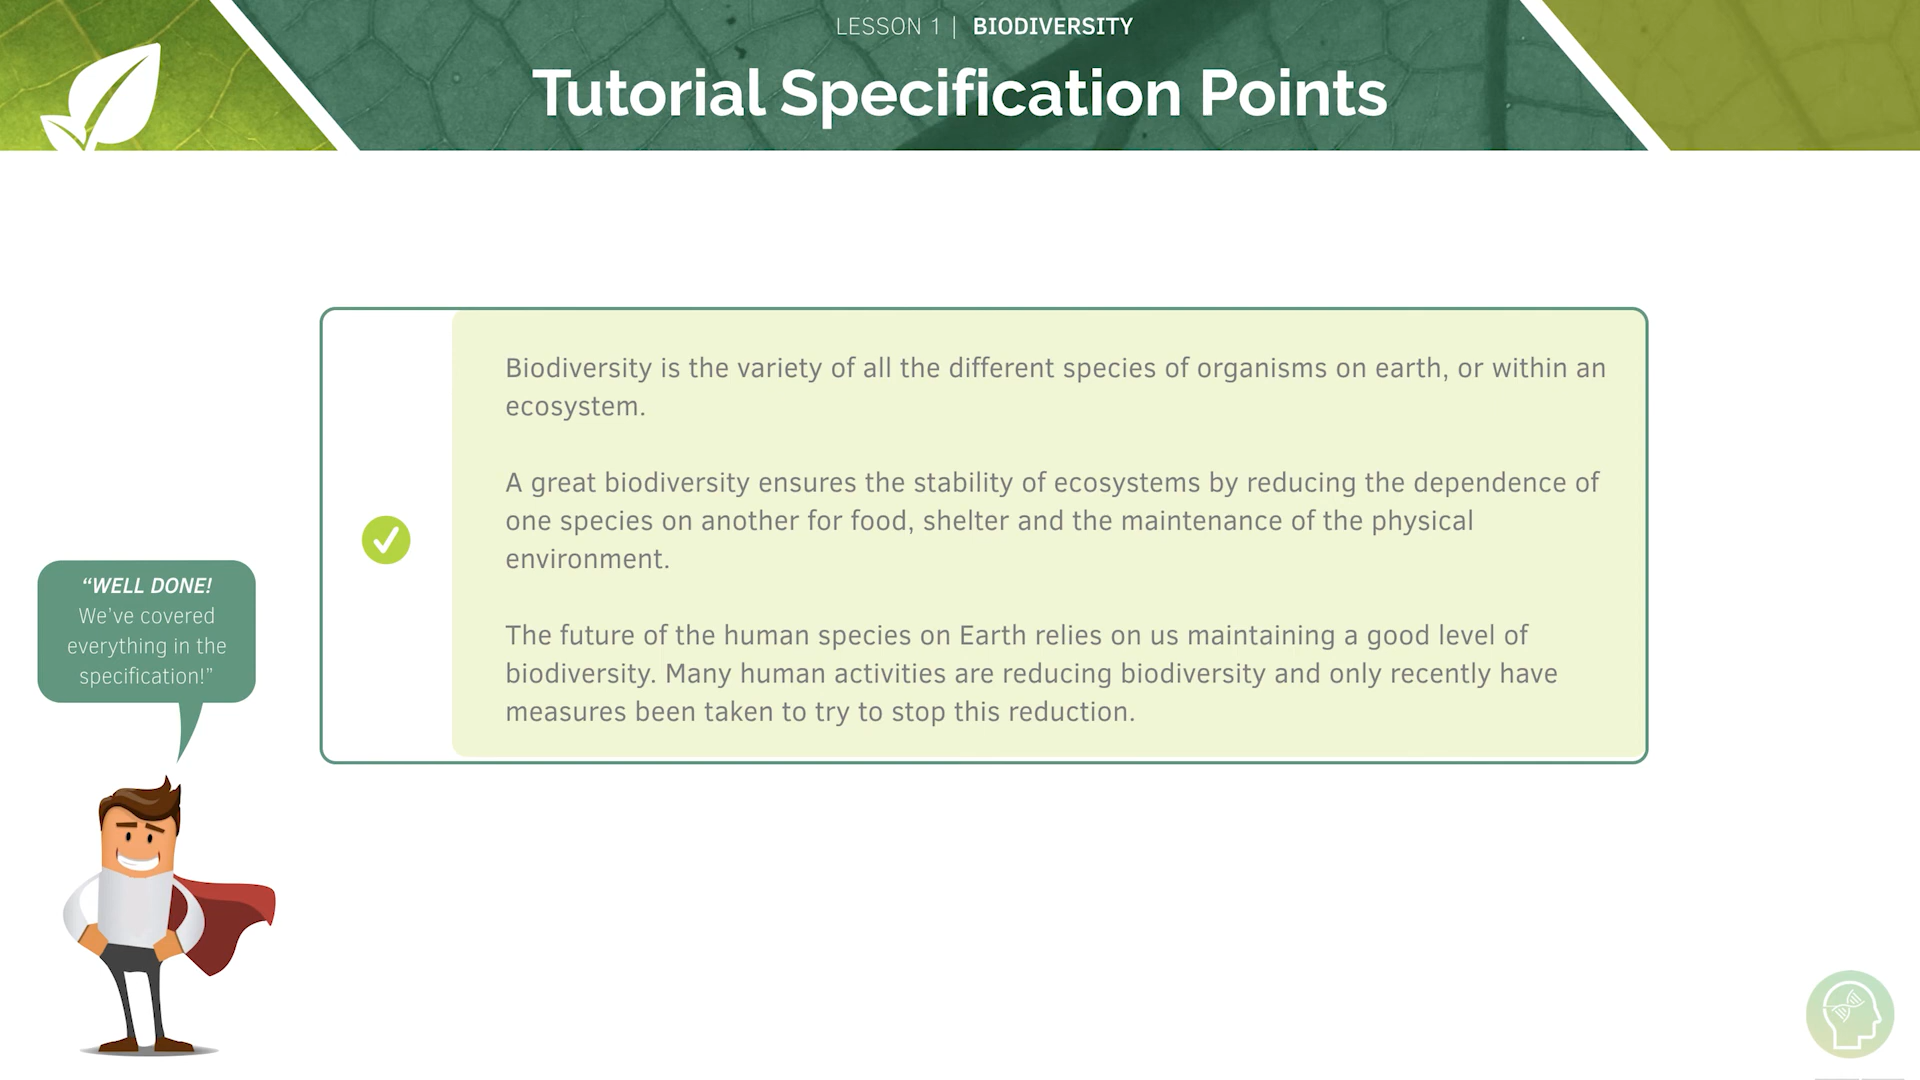 LESSON 1 | BIODIVERSITY
Tutorial Specification Points
Biodiversity is the variety of all the different species of organisms on earth, or within an
ecosystem.
A great biodiversity ensures the stability of ecosystems by reducing the dependence of
one species on another for food, shelter and the maintenance of the physical
environment.
The future of the human species on Earth relies on us maintaining a good level of
biodiversity. Many human activities are reducing biodiversity and only recently have
measures been taken to try to stop this reduction.
“WELL DONE!
We’ve covered
everything in the
specification!”